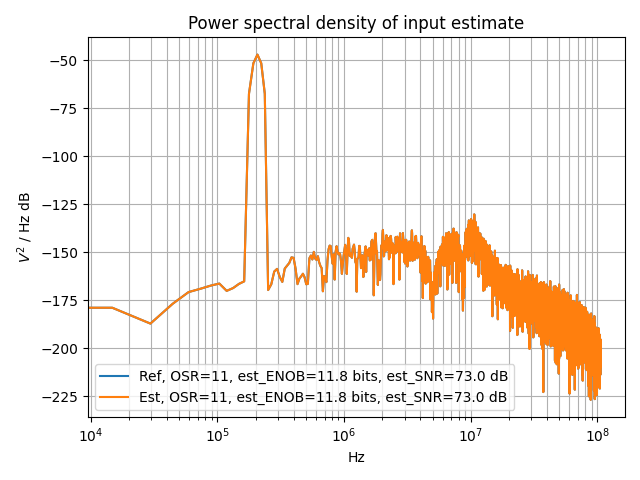 Power spectral density of input estimate
V² / Hz dB
−50
−75
−100
−125
−150
−175
−200
−225
Ref, OSR=11, est_ENOB=11.8 bits, est_SNR=73.0 dB
Est, OSR=11, est_ENOB=11.8 bits, est_SNR=73.0 dB
10⁴ 10⁵ 10⁶ 10⁷ 10⁸
Hz